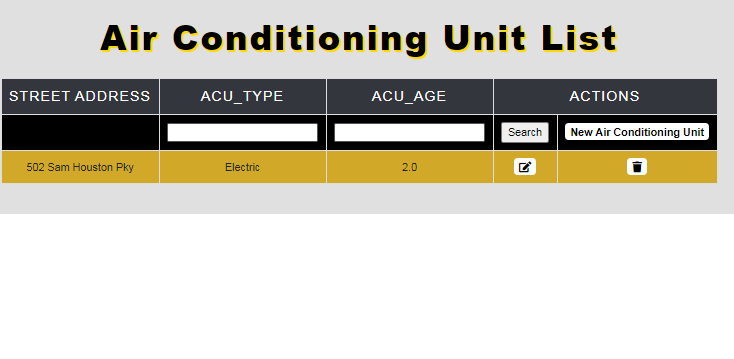 Air Conditioning Unit List
STREET ADDRESS ACU_TYPE ACU_AGE ACTIONS
Search New Air Conditioning Unit
502 Sam Houston Pky Electric 2.0